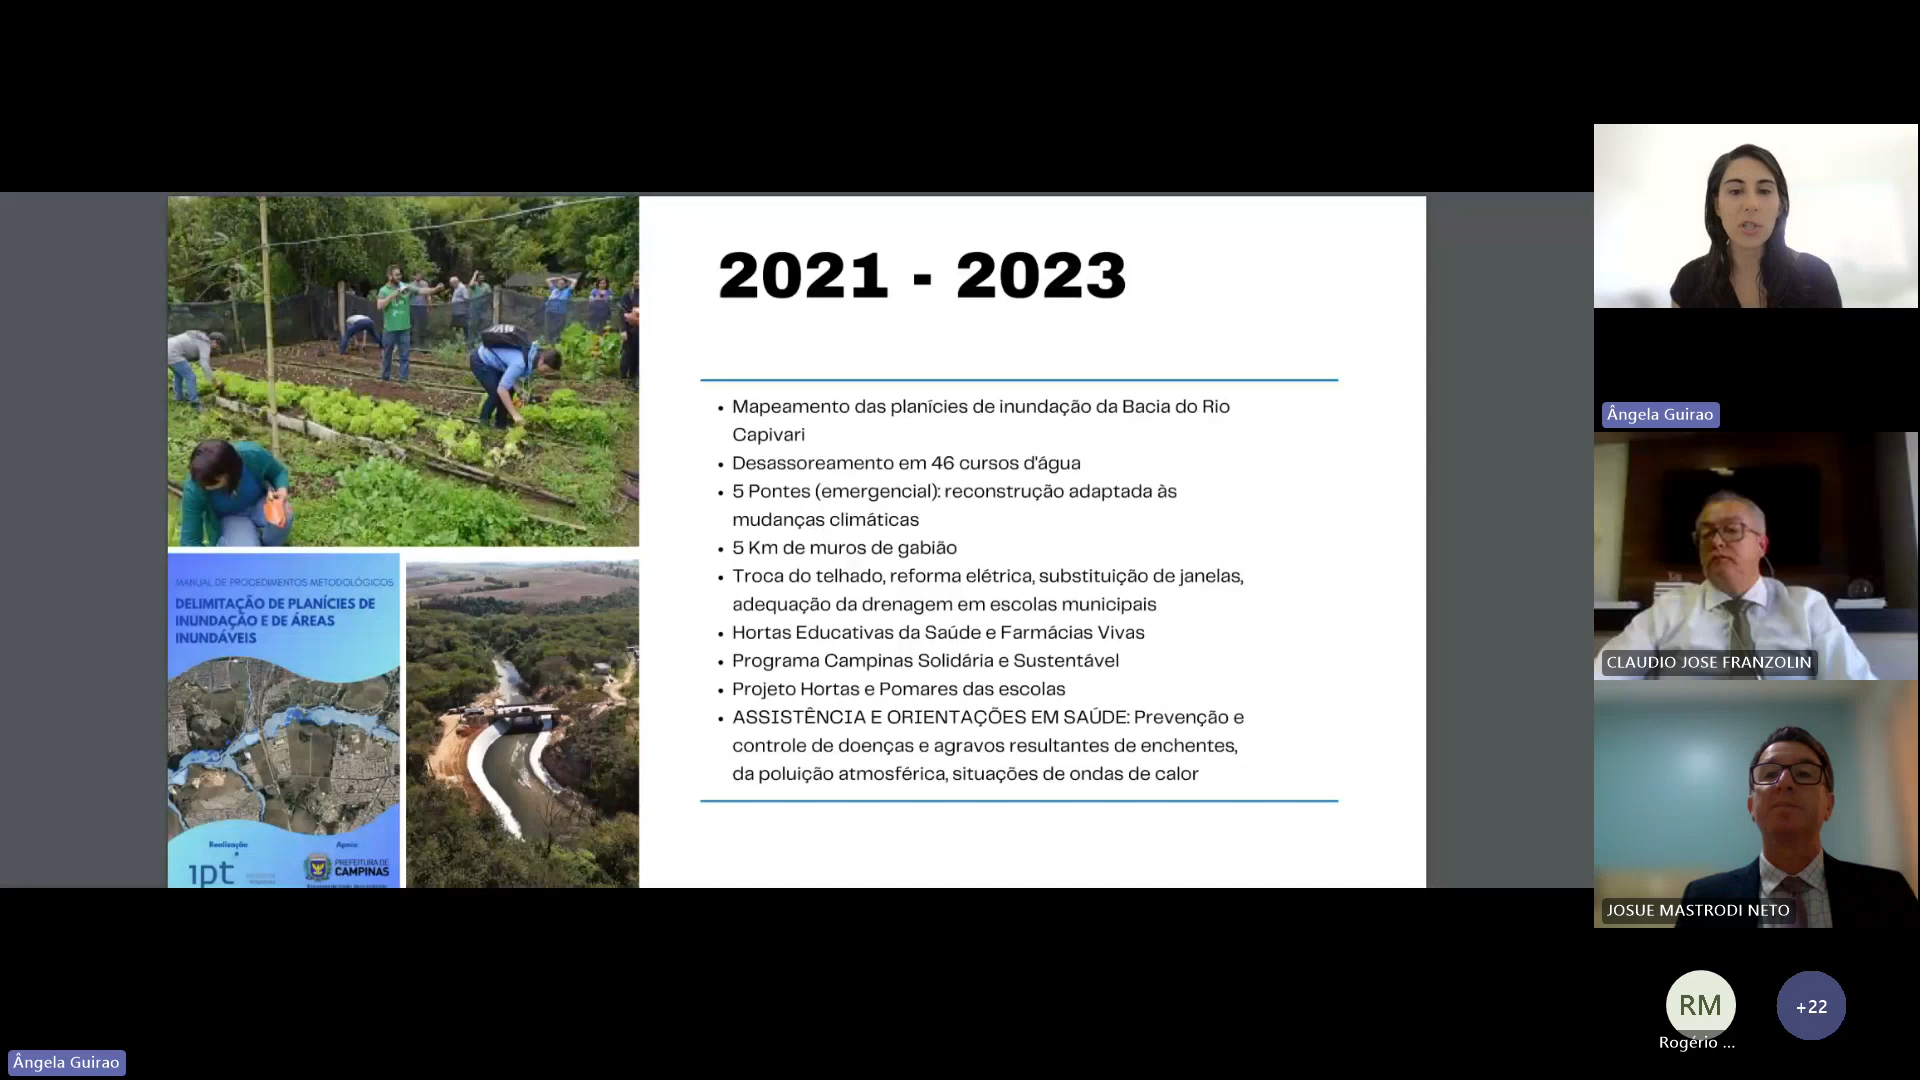 2021 - 2023
• Mapeamento das planícies de inundação da Bacia do Rio
Capivari
• Desassoreamento em 46 cursos d'água
• 5 Pontes (emergencial): reconstrução adaptada às
mudanças climáticas
• 5 Km de muros de gabião
• Troca do telhado, reforma elétrica, substituição de janelas,
adequação da drenagem em escolas municipais
• Hortas Educativas da Saúde e Farmácias Vivas
• Programa Campinas Solidária e Sustentável
• Projeto Hortas e Pomares das escolas
• ASSISTÊNCIA E ORIENTAÇÕES EM SAÚDE: Prevenção e
controle de doenças e agravos resultantes de enchentes,
da poluição atmosférica, situações de ondas de calor
MANUAL DE PROCEDIMENTOS METODOLÓGICOS
DELIMITAÇÃO DE PLANÍCIES DE
INUNDAÇÃO E DE ÁREAS
INUNDÁVEIS
Realização
Apoio
ipt
PREFEITURA DE
CAMPINAS
Ângela Guirao
CLAUDIO JOSE FRANZOLIN
JOSUE MASTRODI NETO
RM
+22
Rogério ...
Ângela Guirao